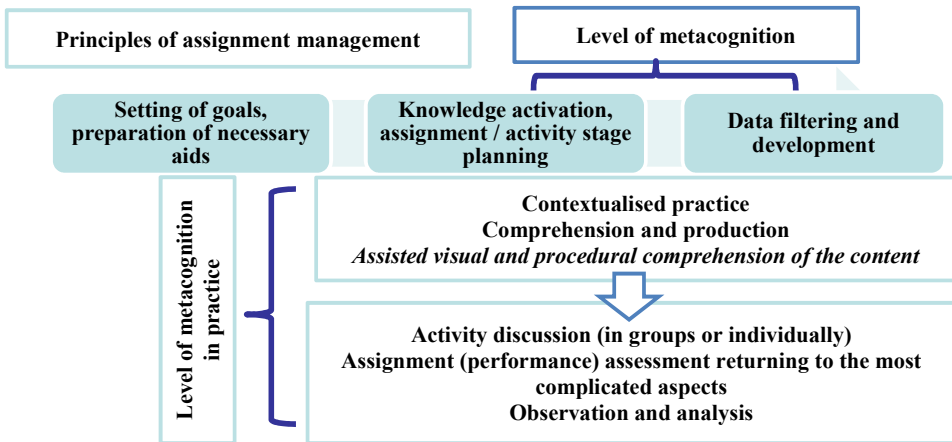 Principles of assignment management
Level of metacognition
Setting of goals,
preparation of necessary
aids
Knowledge activation,
assignment / activity stage
planning
Data filtering and
development
Level of metacognition
in practice
Contextualised practice
Comprehension and production
Assisted visual and procedural comprehension of the content
Activity discussion (in groups or individually)
Assignment (performance) assessment returning to the most
complicated aspects
Observation and analysis